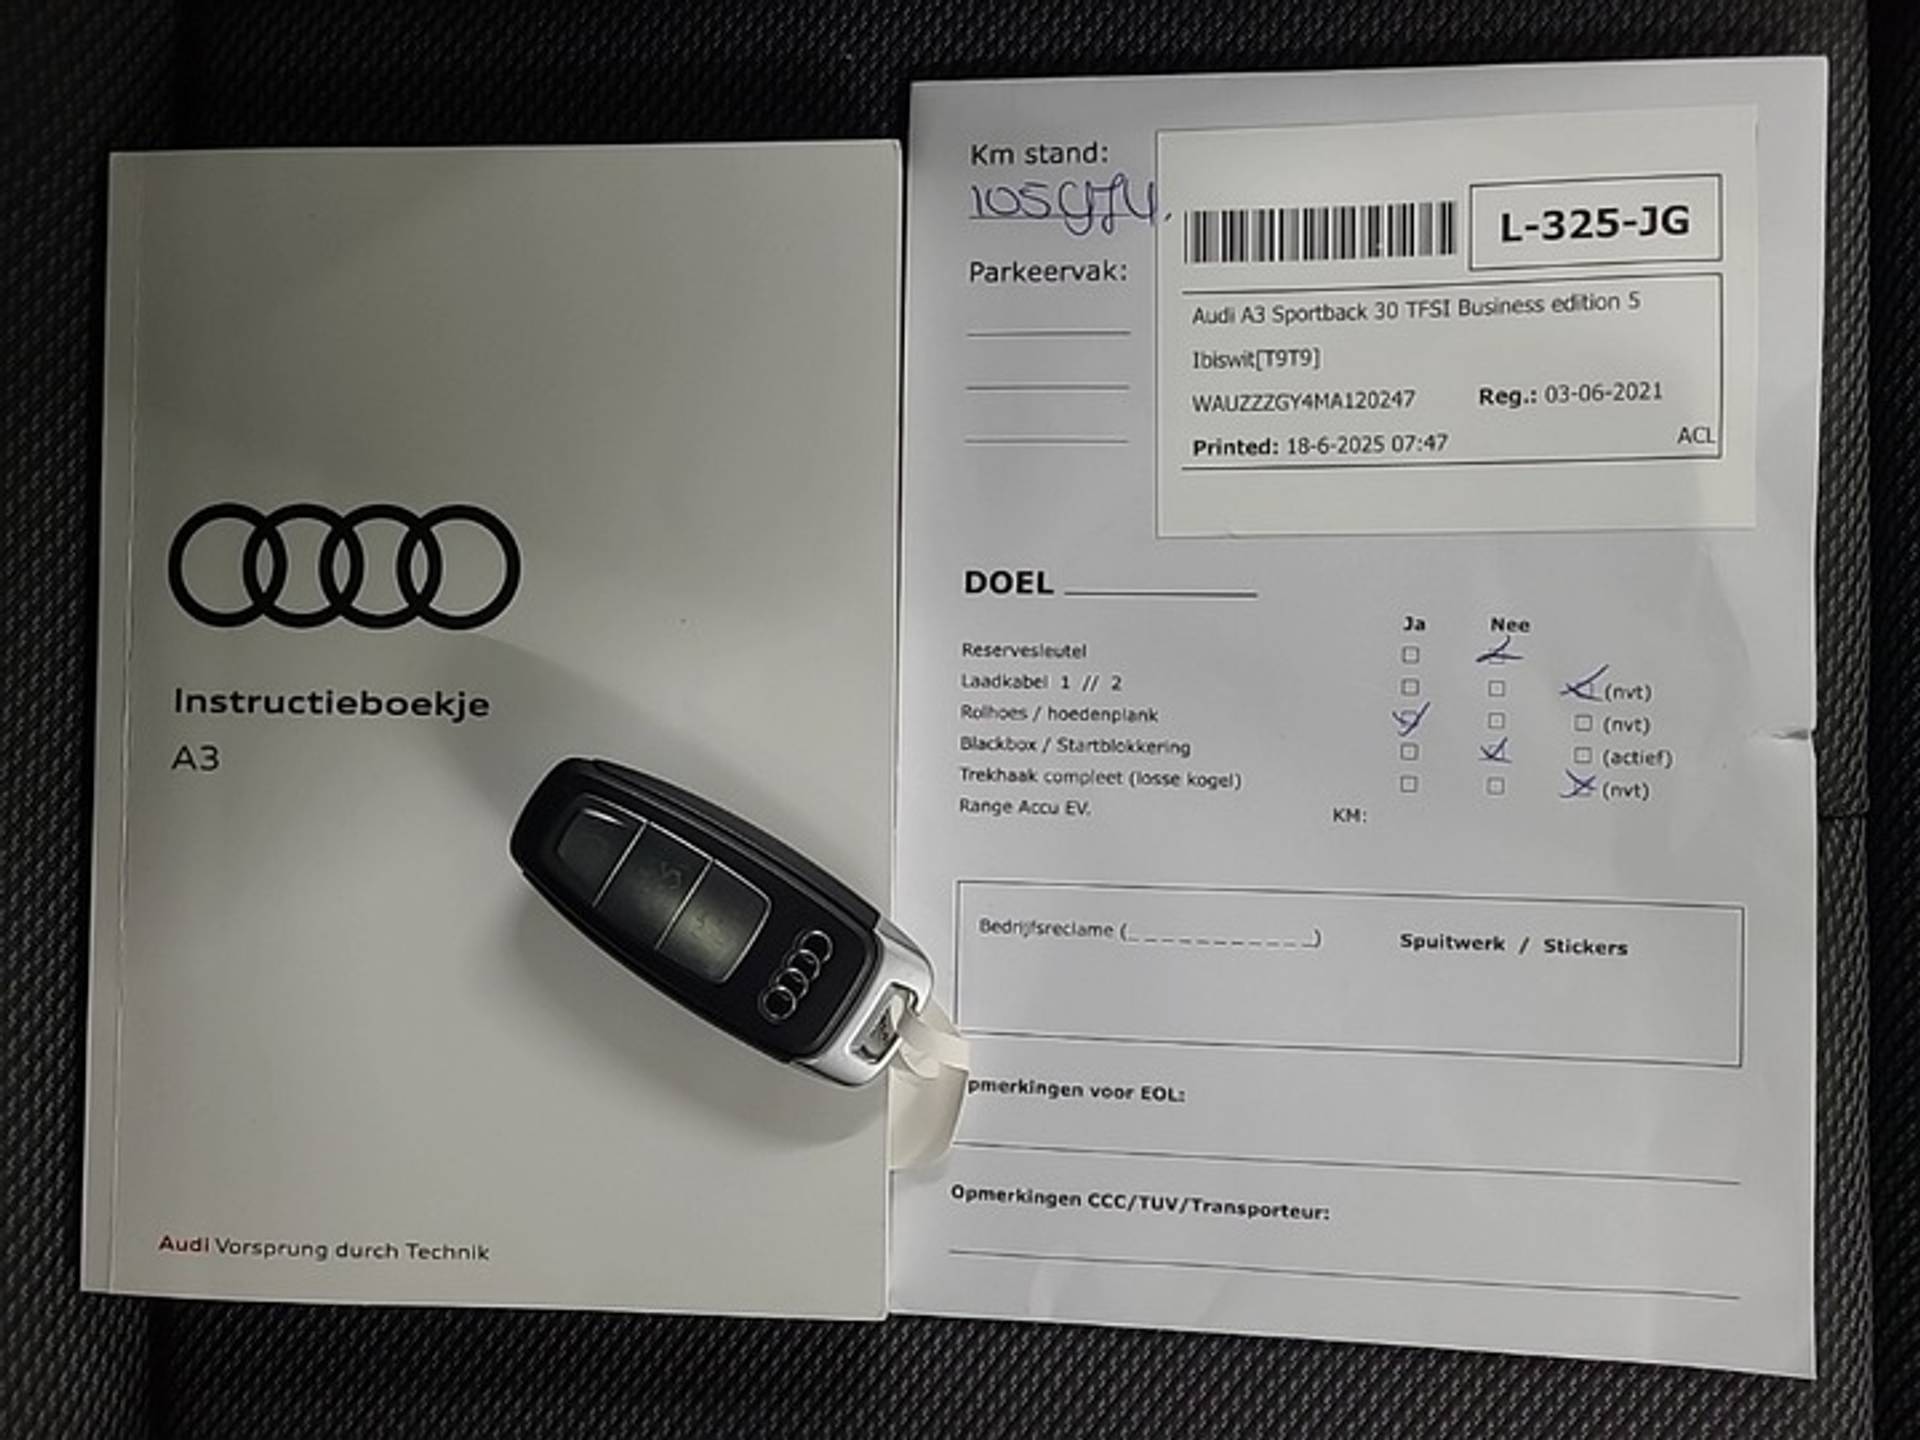 Instructieboekje
A3
Audi Vorsprung durch Technik
Km stand:
Parkeervak:
L-325-JG
Audi A3 Sportback 30 TFSI Business edition 5
Ibiswit[T9T9]
WAUZZZGY4MA120247 Reg.: 03-06-2021
Printed: 18-6-2025 07:47 ACL
DOEL
Ja Nee
Reservesleutel
Laadkabel 1 // 2 (nvt)
Rolhoes / hoedenplank (nvt)
Blackbox / Startblokkering (actief)
Trekhaak compleet (losse kogel) (nvt)
Range Accu EV. KM:
Bedrijfsreclame (_ _ _ _ _ _ _ _ _ _ _ _) Spuitwerk / Stickers
pmerkingen voor EOL:
Opmerkingen CCC/TUV/Transporteur: